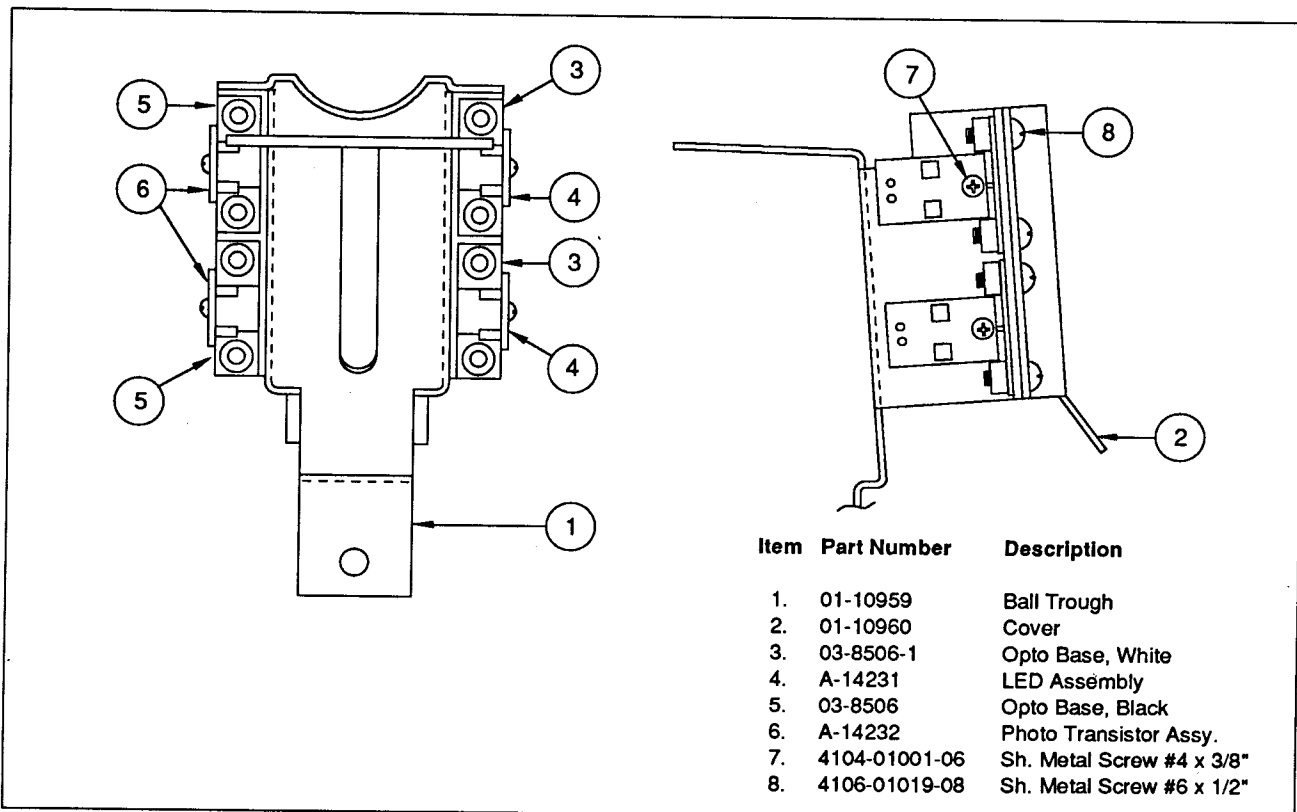 5
3
7
8
6
4
3
5
4
2
1
Item Part Number Description
1. 01-10959 Ball Trough
2. 01-10960 Cover
3. 03-8506-1 Opto Base, White
4. A-14231 LED Assembly
5. 03-8506 Opto Base, Black
6. A-14232 Photo Transistor Assy.
7. 4104-01001-06 Sh. Metal Screw #4 x 3/8"
8. 4106-01019-08 Sh. Metal Screw #6 x 1/2"